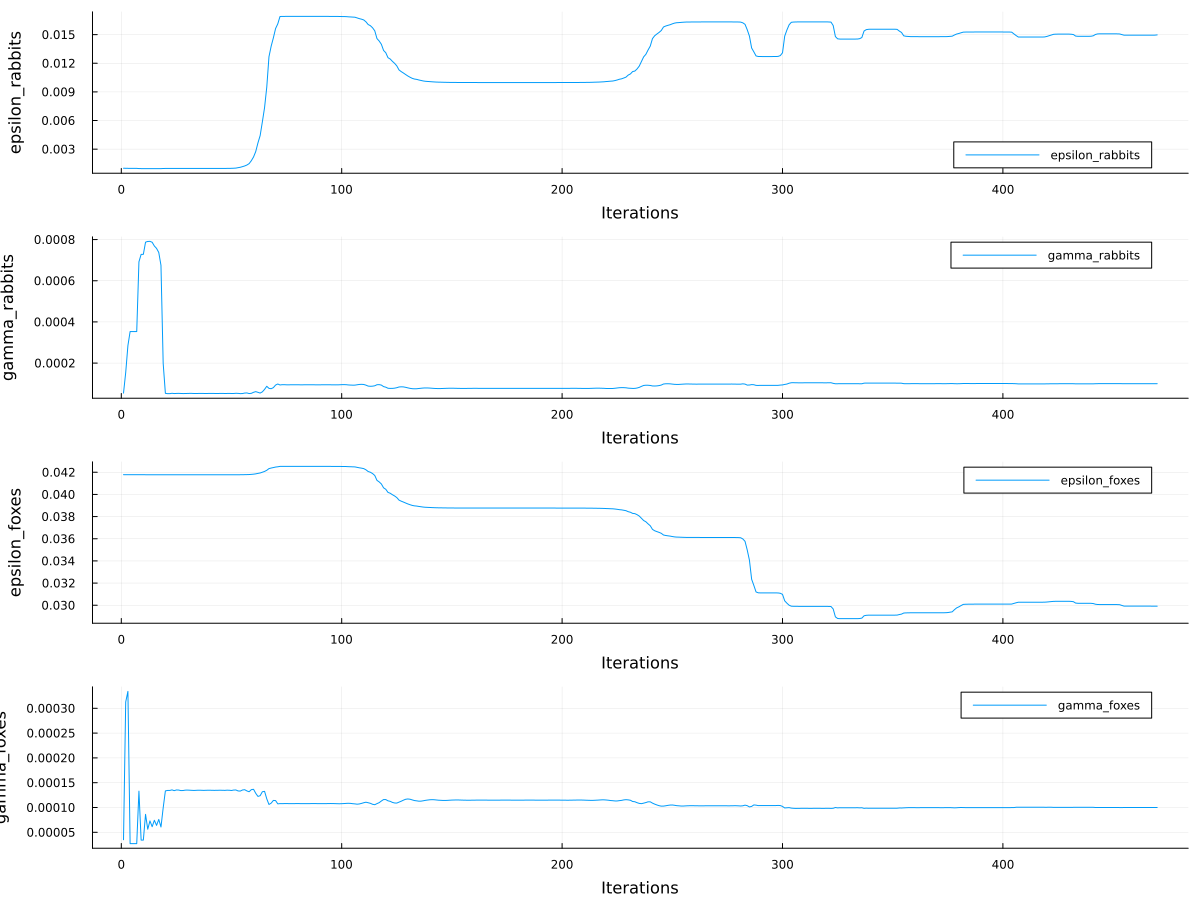 epsilon_rabbits
0.015
0.012
0.009
0.006
0.003
epsilon_rabbits
0 100 200 300 400
Iterations
gamma_rabbits
0.0008
0.0006
0.0004
0.0002
gamma_rabbits
0 100 200 300 400
Iterations
epsilon_foxes
0.042
0.040
0.038
0.036
0.034
0.032
0.030
epsilon_foxes
0 100 200 300 400
Iterations
gamma_foxes
0.00030
0.00025
0.00020
0.00015
0.00010
0.00005
gamma_foxes
0 100 200 300 400
Iterations